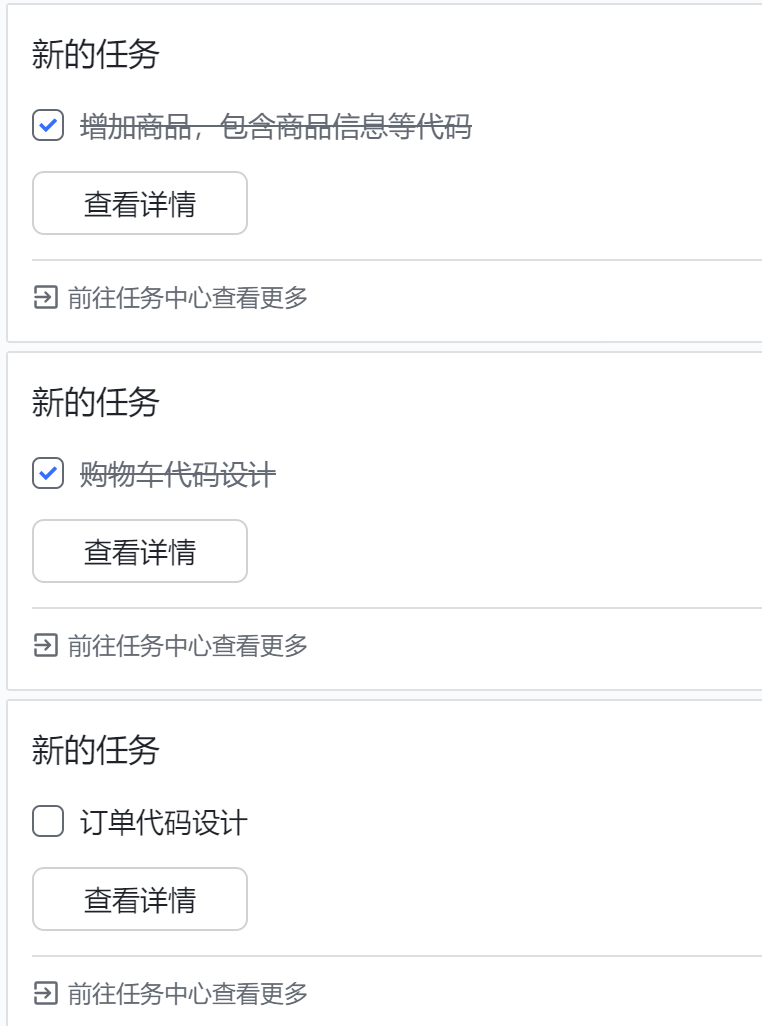 新的任务
增加商品，包含商品信息等代码
查看详情
前往任务中心查看更多
新的任务
购物车代码设计
查看详情
前往任务中心查看更多
新的任务
订单代码设计
查看详情
前往任务中心查看更多